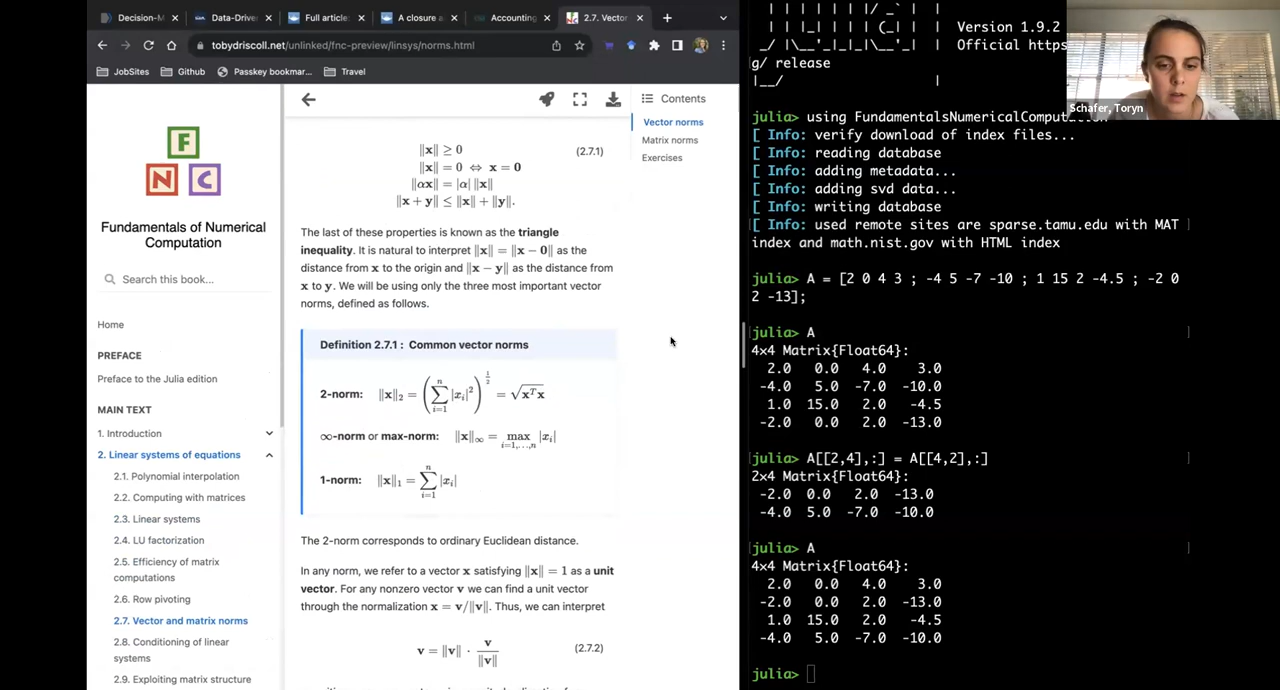 Decision-M
Data-Driven
Full article:
A closure a
Accounting
2.7. Vector
tobydriscoll.net/unlinked/fnc-preview/linsys/norms.html
JobSites
Github
Passkey bookmar...
Travel
F
N C
Fundamentals of Numerical
Computation
Search this book...
Home
PREFACE
Preface to the Julia edition
MAIN TEXT
1. Introduction
2. Linear systems of equations
2.1. Polynomial interpolation
2.2. Computing with matrices
2.3. Linear systems
2.4. LU factorization
2.5. Efficiency of matrix
computations
2.6. Row pivoting
2.7. Vector and matrix norms
2.8. Conditioning of linear
systems
2.9. Exploiting matrix structure
‖x‖ ≥ 0 (2.7.1)
‖x‖ = 0 ⇔ x = 0
‖αx‖ = |α| ‖x‖
‖x + y‖ ≤ ‖x‖ + ‖y‖.
The last of these properties is known as the triangle
inequality. It is natural to interpret ‖x‖ = ‖x − 0‖ as the
distance from x to the origin and ‖x − y‖ as the distance from
x to y. We will be using only the three most important vector
norms, defined as follows.
Definition 2.7.1 : Common vector norms
2-norm: ‖x‖₂ = (∑ⁿᵢ₌₁ |xᵢ|²)^{1/2} = √(xᵀx)
∞-norm or max-norm: ‖x‖∞ = max_{i=1,…,n} |xᵢ|
1-norm: ‖x‖₁ = ∑ⁿᵢ₌₁ |xᵢ|
The 2-norm corresponds to ordinary Euclidean distance.
In any norm, we refer to a vector x satisfying ‖x‖ = 1 as a unit
vector. For any nonzero vector v we can find a unit vector
through the normalization x = v/‖v‖. Thus, we can interpret
v = ‖v‖ · v/‖v‖ (2.7.2)
Contents
Vector norms
Matrix norms
Exercises
| | | | | | |/ _` | |
| | |_| | | | (_| | | Version 1.9.2
_/ |\__'_|_|_|\__'_| | Official https
g/ release
|__/ |
Schafer, Toryn
julia> using FundamentalsNumericalComputation
[ Info: verify download of index files...
[ Info: reading database
[ Info: adding metadata...
[ Info: adding svd data...
[ Info: writing database
[ Info: used remote sites are sparse.tamu.edu with MAT
index and math.nist.gov with HTML index
julia> A = [2 0 4 3 ; -4 5 -7 -10 ; 1 15 2 -4.5 ; -2 0
2 -13];
julia> A
4×4 Matrix{Float64}:
2.0 0.0 4.0 3.0
-4.0 5.0 -7.0 -10.0
1.0 15.0 2.0 -4.5
-2.0 0.0 2.0 -13.0
julia> A[[2,4],:] = A[[4,2],:]
2×4 Matrix{Float64}:
-2.0 0.0 2.0 -13.0
-4.0 5.0 -7.0 -10.0
julia> A
4×4 Matrix{Float64}:
2.0 0.0 4.0 3.0
-2.0 0.0 2.0 -13.0
1.0 15.0 2.0 -4.5
-4.0 5.0 -7.0 -10.0
julia>